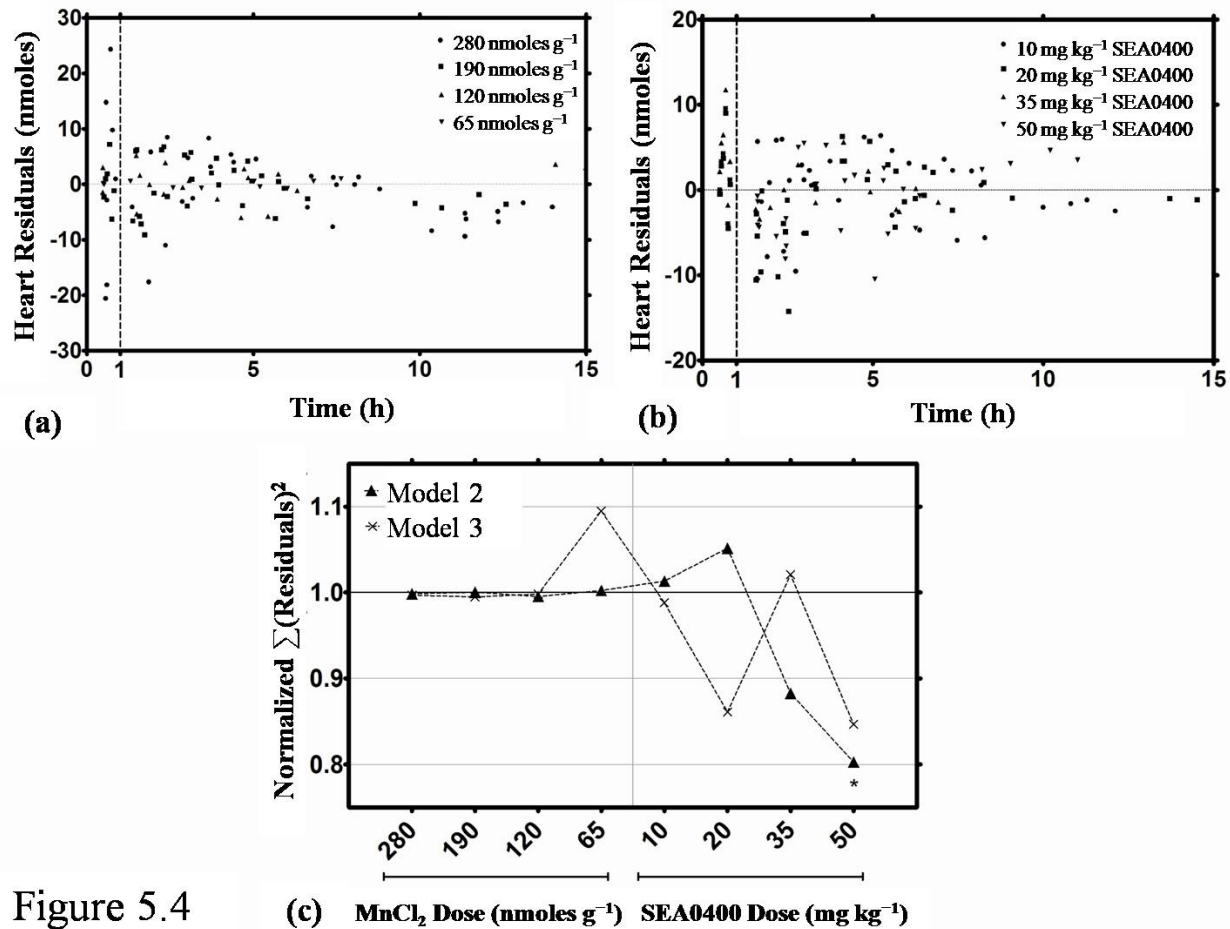 30
20
10
0
-10
-20
-30
Heart Residuals (nmoles)
• 280 nmoles g⁻¹
■ 190 nmoles g⁻¹
▲ 120 nmoles g⁻¹
▼ 65 nmoles g⁻¹
0 1 5 10 15
Time (h)
(a)
20
10
0
-10
-20
Heart Residuals (nmoles)
• 10 mg kg⁻¹ SEA0400
■ 20 mg kg⁻¹ SEA0400
▲ 35 mg kg⁻¹ SEA0400
▼ 50 mg kg⁻¹ SEA0400
0 1 5 10 15
Time (h)
(b)
Normalized ∑(Residuals)²
1.1
1.0
0.9
0.8
▲ Model 2
× Model 3
*
280 190 120 65 10 20 35 50
MnCl₂ Dose (nmoles g⁻¹) SEA0400 Dose (mg kg⁻¹)
(c)
Figure 5.4